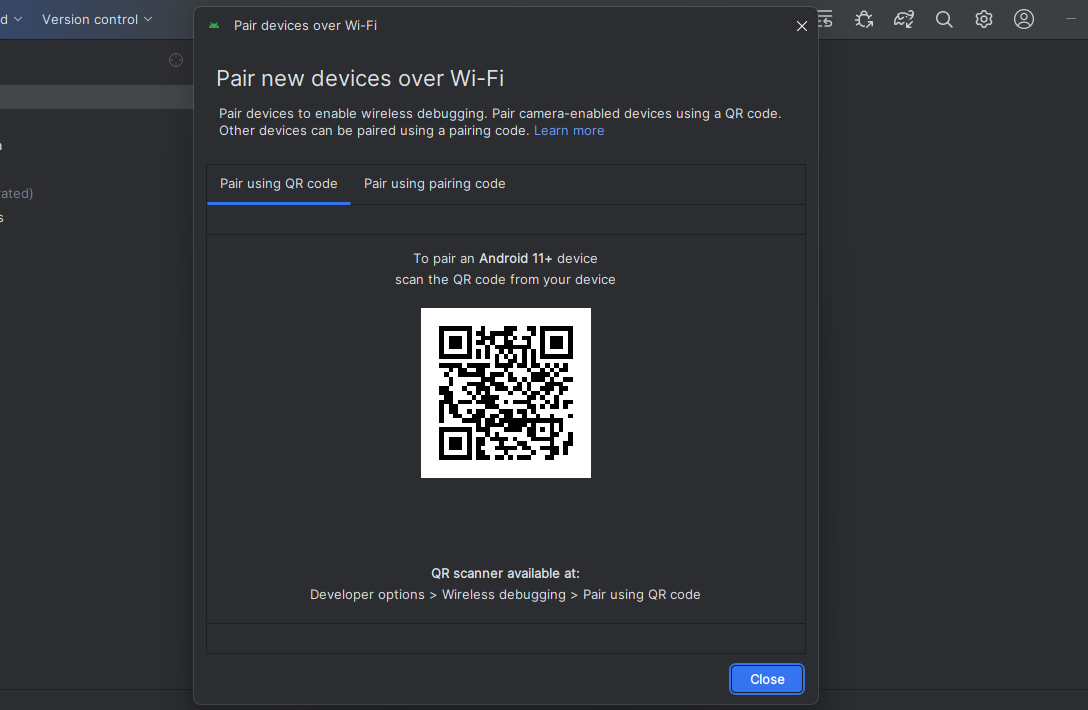 d
Version control
Pair devices over Wi-Fi
Pair new devices over Wi-Fi
Pair devices to enable wireless debugging. Pair camera-enabled devices using a QR code.
Other devices can be paired using a pairing code. Learn more
Pair using QR code
Pair using pairing code
rated)
s
To pair an Android 11+ device
scan the QR code from your device
QR scanner available at:
Developer options > Wireless debugging > Pair using QR code
Close